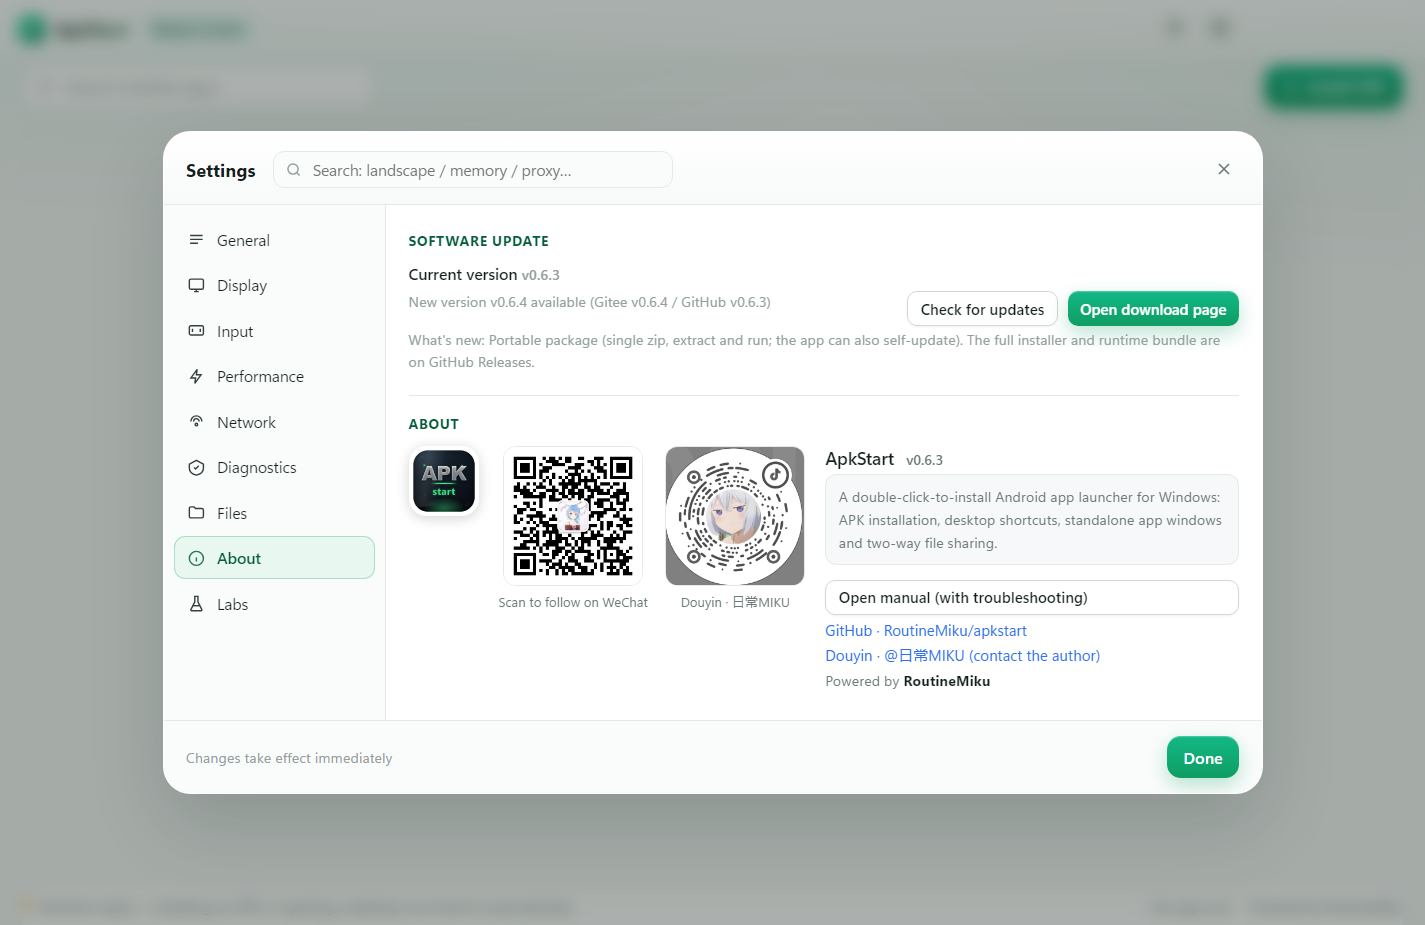 Settings
Search: landscape / memory / proxy...
General
Display
Input
Performance
Network
Diagnostics
Files
About
Labs
SOFTWARE UPDATE
Current version v0.6.3
New version v0.6.4 available (Gitee v0.6.4 / GitHub v0.6.3)
Check for updates
Open download page
What's new: Portable package (single zip, extract and run; the app can also self-update). The full installer and runtime bundle are
on GitHub Releases.
ABOUT
APK
start
Scan to follow on WeChat
Douyin · 日常MIKU
ApkStart v0.6.3
A double-click-to-install Android app launcher for Windows:
APK installation, desktop shortcuts, standalone app windows
and two-way file sharing.
Open manual (with troubleshooting)
GitHub · RoutineMiku/apkstart
Douyin · @日常MIKU (contact the author)
Powered by RoutineMiku
Changes take effect immediately
Done